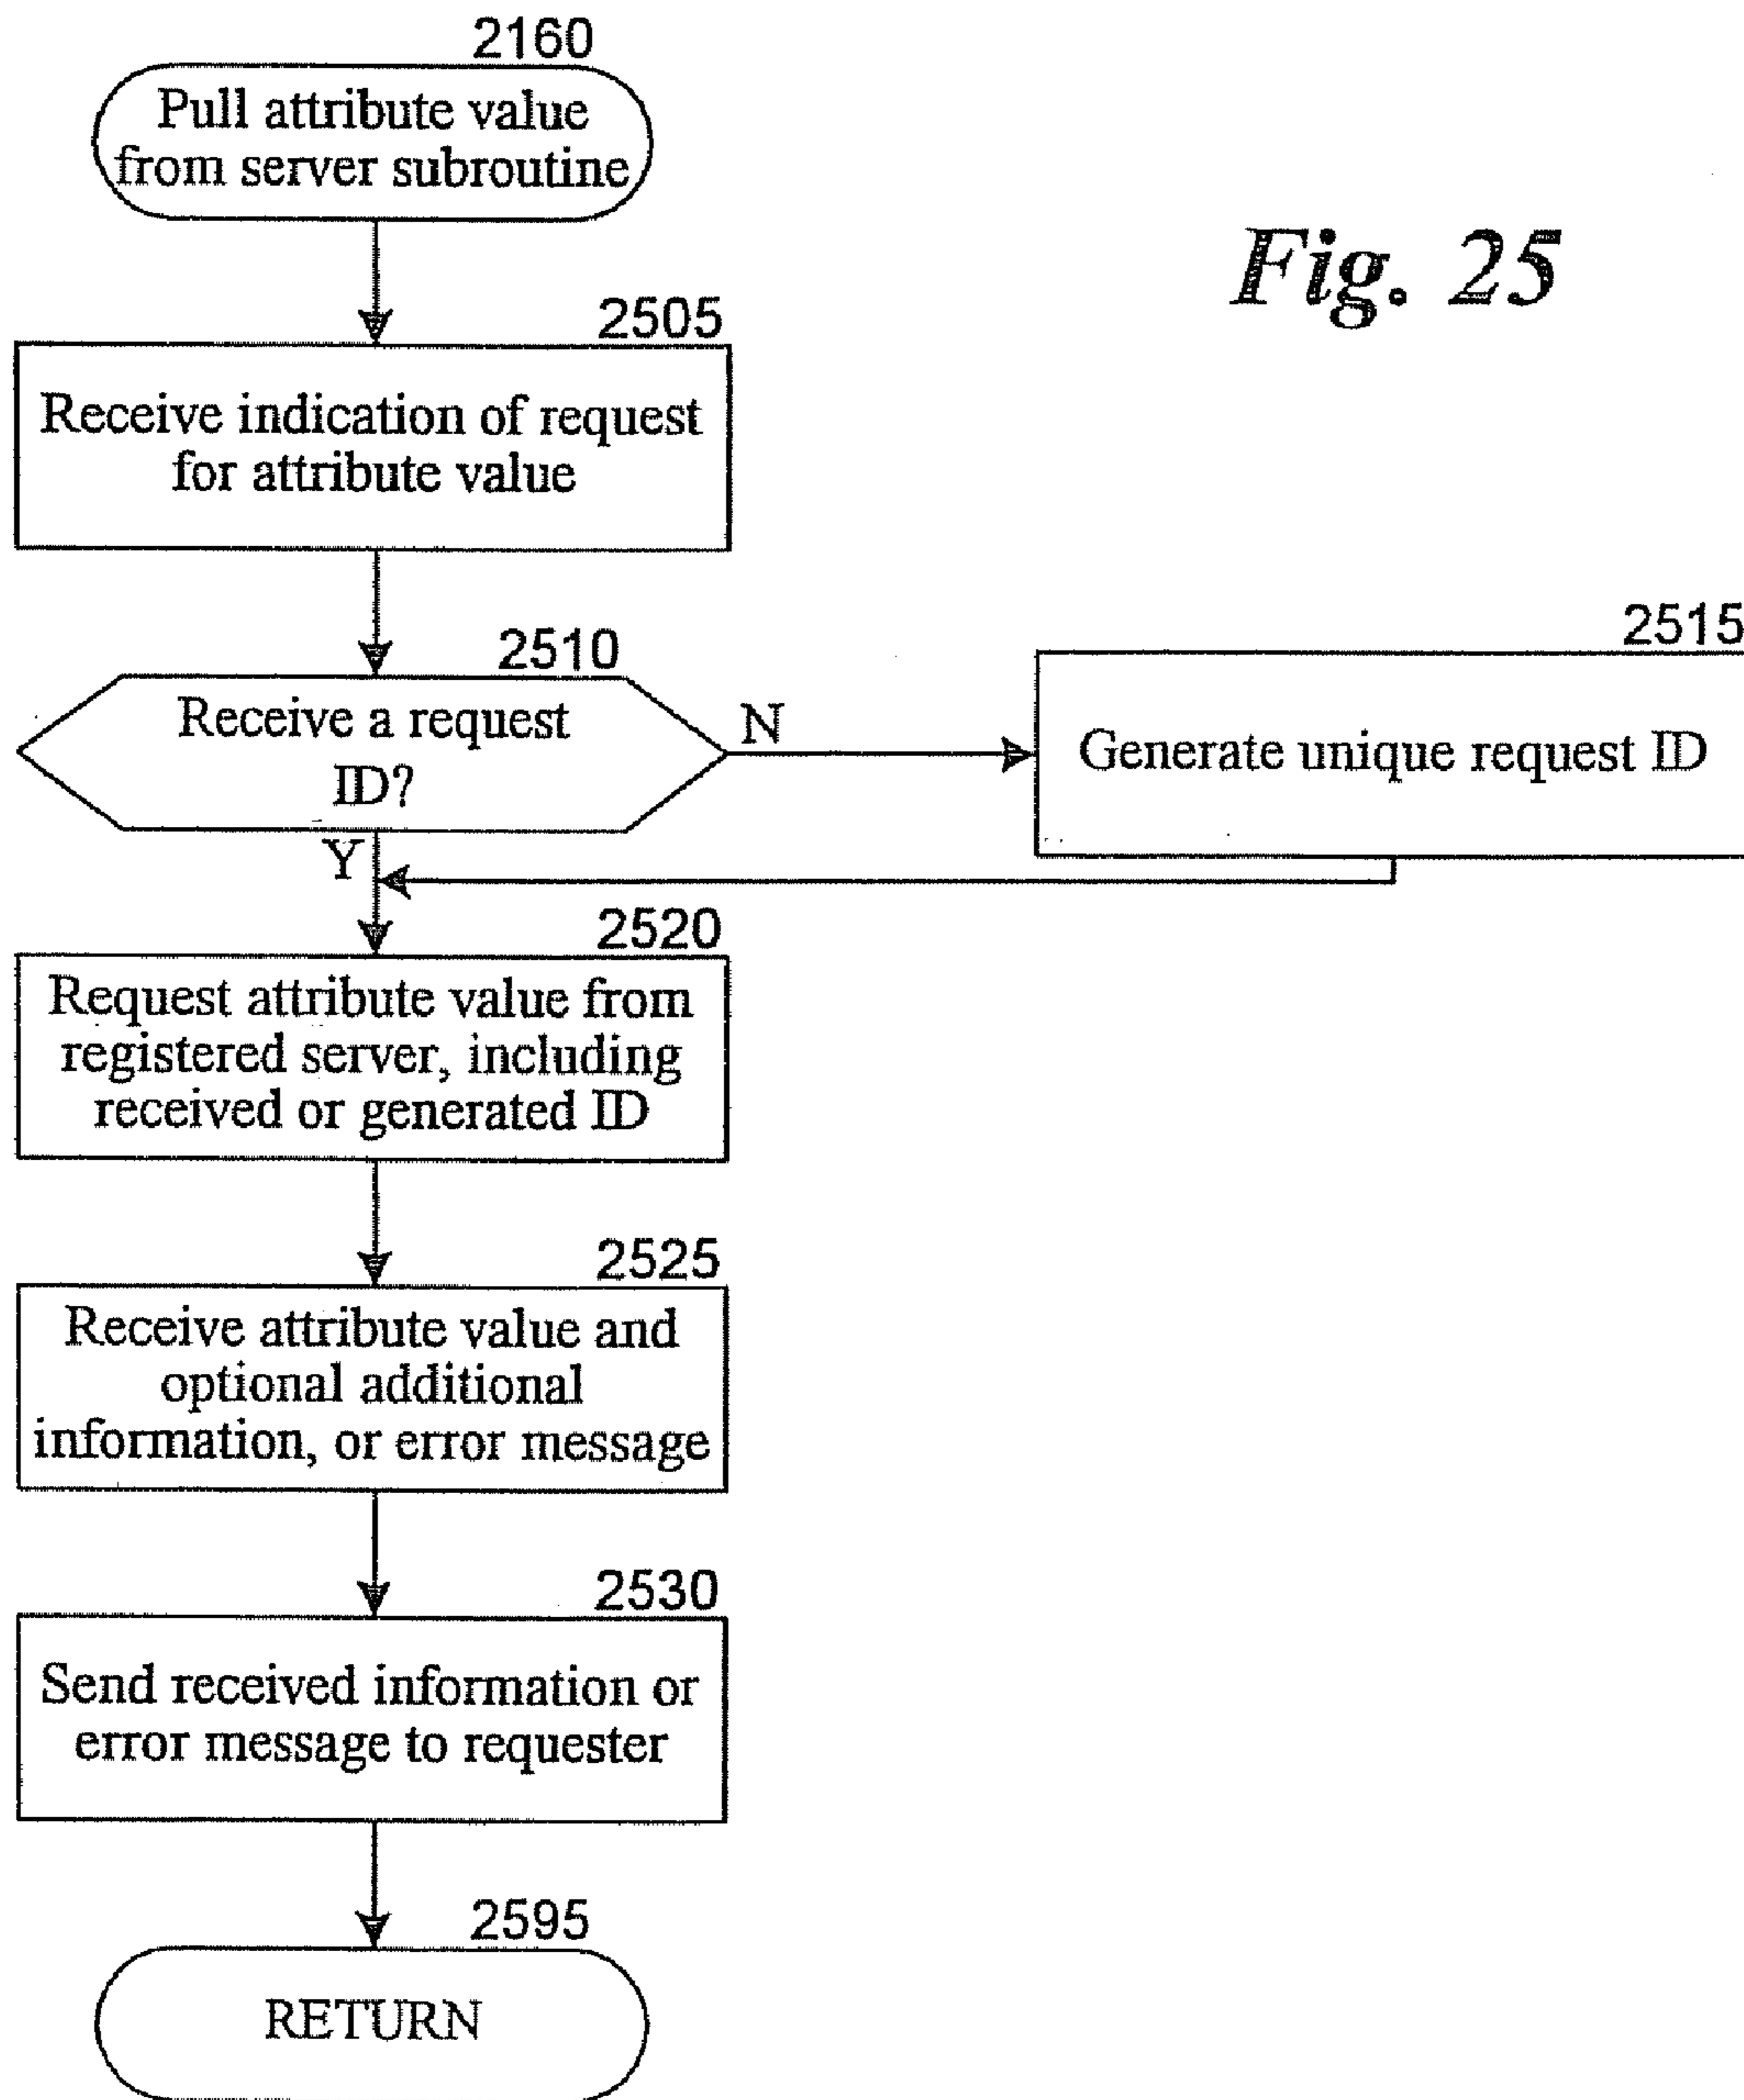 2160
Pull attribute value
from server subroutine
Fig. 25
2505
Receive indication of request
for attribute value
2510
Receive a request
ID?
N
2515
Generate unique request ID
Y
2520
Request attribute value from
registered server, including
received or generated ID
2525
Receive attribute value and
optional additional
information, or error message
2530
Send received information or
error message to requester
2595
RETURN